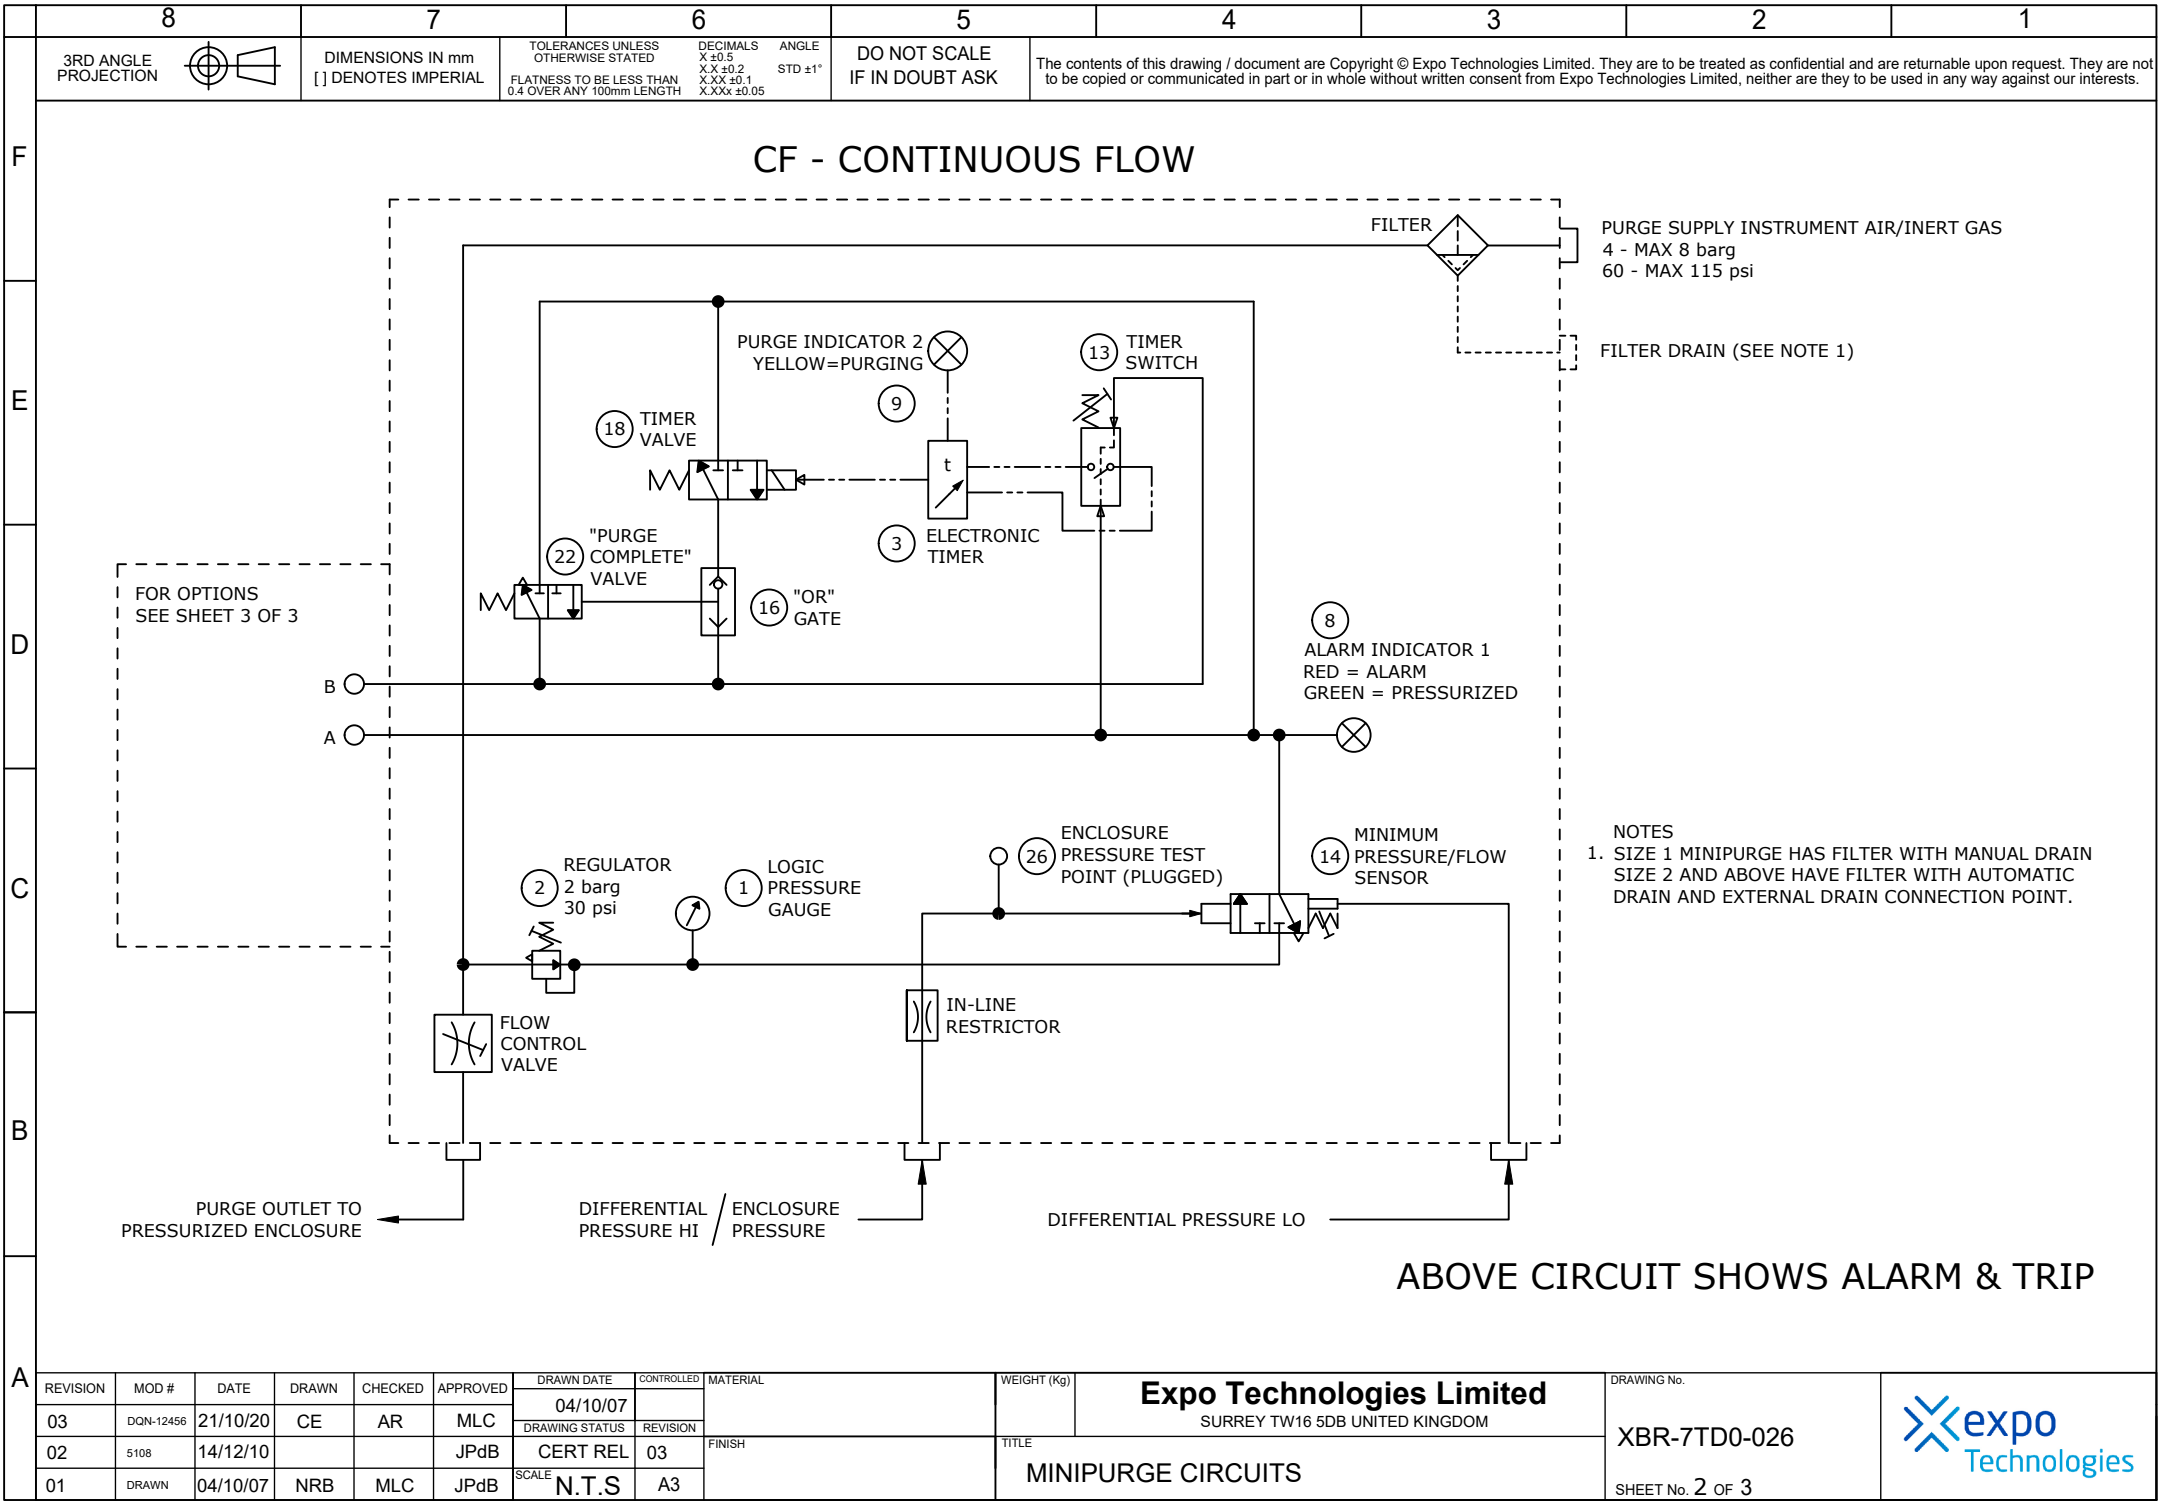 8 7 6 5 4 3 2 1
3RD ANGLE
PROJECTION
DIMENSIONS IN mm
[ ] DENOTES IMPERIAL
TOLERANCES UNLESS
OTHERWISE STATED
FLATNESS TO BE LESS THAN
0.4 OVER ANY 100mm LENGTH
DECIMALS
X ±0.5
X.X ±0.2
X.XX ±0.1
X.XXx ±0.05
ANGLE
STD ±1°
DO NOT SCALE
IF IN DOUBT ASK
The contents of this drawing / document are Copyright © Expo Technologies Limited. They are to be treated as confidential and are returnable upon request. They are not
to be copied or communicated in part or in whole without written consent from Expo Technologies Limited, neither are they to be used in any way against our interests.
F
E
D
C
B
A
CF - CONTINUOUS FLOW
FILTER
PURGE SUPPLY INSTRUMENT AIR/INERT GAS
4 - MAX 8 barg
60 - MAX 115 psi
FILTER DRAIN (SEE NOTE 1)
PURGE INDICATOR 2
YELLOW=PURGING
9
13
TIMER
SWITCH
18
TIMER
VALVE
t
3
ELECTRONIC
TIMER
22
"PURGE
COMPLETE"
VALVE
16
"OR"
GATE
FOR OPTIONS
SEE SHEET 3 OF 3
8
ALARM INDICATOR 1
RED = ALARM
GREEN = PRESSURIZED
B
A
2
REGULATOR
2 barg
30 psi
1
LOGIC
PRESSURE
GAUGE
26
ENCLOSURE
PRESSURE TEST
POINT (PLUGGED)
14
MINIMUM
PRESSURE/FLOW
SENSOR
NOTES
1. SIZE 1 MINIPURGE HAS FILTER WITH MANUAL DRAIN
SIZE 2 AND ABOVE HAVE FILTER WITH AUTOMATIC
DRAIN AND EXTERNAL DRAIN CONNECTION POINT.
FLOW
CONTROL
VALVE
IN-LINE
RESTRICTOR
PURGE OUTLET TO
PRESSURIZED ENCLOSURE
DIFFERENTIAL
PRESSURE HI
/
ENCLOSURE
PRESSURE
DIFFERENTIAL PRESSURE LO
ABOVE CIRCUIT SHOWS ALARM & TRIP
REVISION MOD # DATE DRAWN CHECKED APPROVED
03 DQN-12456 21/10/20 CE AR MLC
02 5108 14/12/10 JPdB
01 DRAWN 04/10/07 NRB MLC JPdB
DRAWN DATE CONTROLLED
04/10/07
DRAWING STATUS REVISION
CERT REL 03
SCALE N.T.S A3
MATERIAL
FINISH
WEIGHT (Kg)
Expo Technologies Limited
SURREY TW16 5DB UNITED KINGDOM
TITLE
MINIPURGE CIRCUITS
DRAWING No.
XBR-7TD0-026
SHEET No. 2 OF 3
expo
Technologies